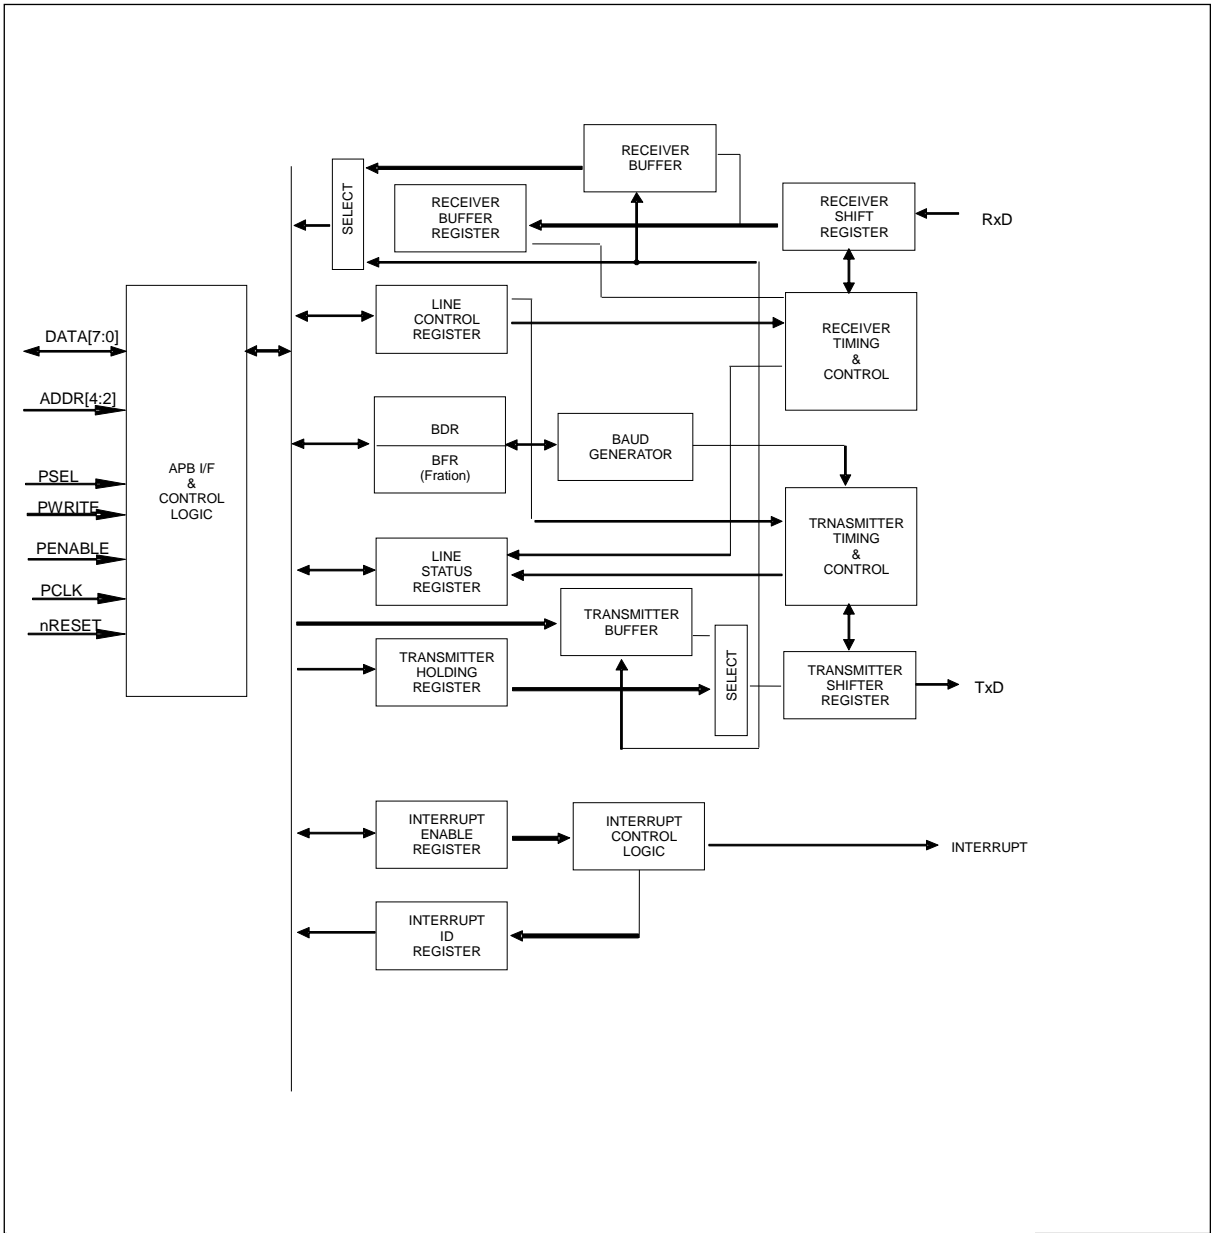 RECEIVER
BUFFER
SELECT
RECEIVER
BUFFER
REGISTER
RECEIVER
SHIFT
REGISTER
RxD
LINE
CONTROL
REGISTER
RECEIVER
TIMING
&
CONTROL
DATA[7:0]
ADDR[4:2]
PSEL
PWRITE
PENABLE
PCLK
nRESET
APB I/F
&
CONTROL
LOGIC
BDR
BFR
(Fration)
BAUD
GENERATOR
TRNASMITTER
TIMING
&
CONTROL
LINE
STATUS
REGISTER
TRANSMITTER
BUFFER
TRANSMITTER
HOLDING
REGISTER
SELECT
TRANSMITTER
SHIFTER
REGISTER
TxD
INTERRUPT
ENABLE
REGISTER
INTERRUPT
CONTROL
LOGIC
INTERRUPT
INTERRUPT
ID
REGISTER